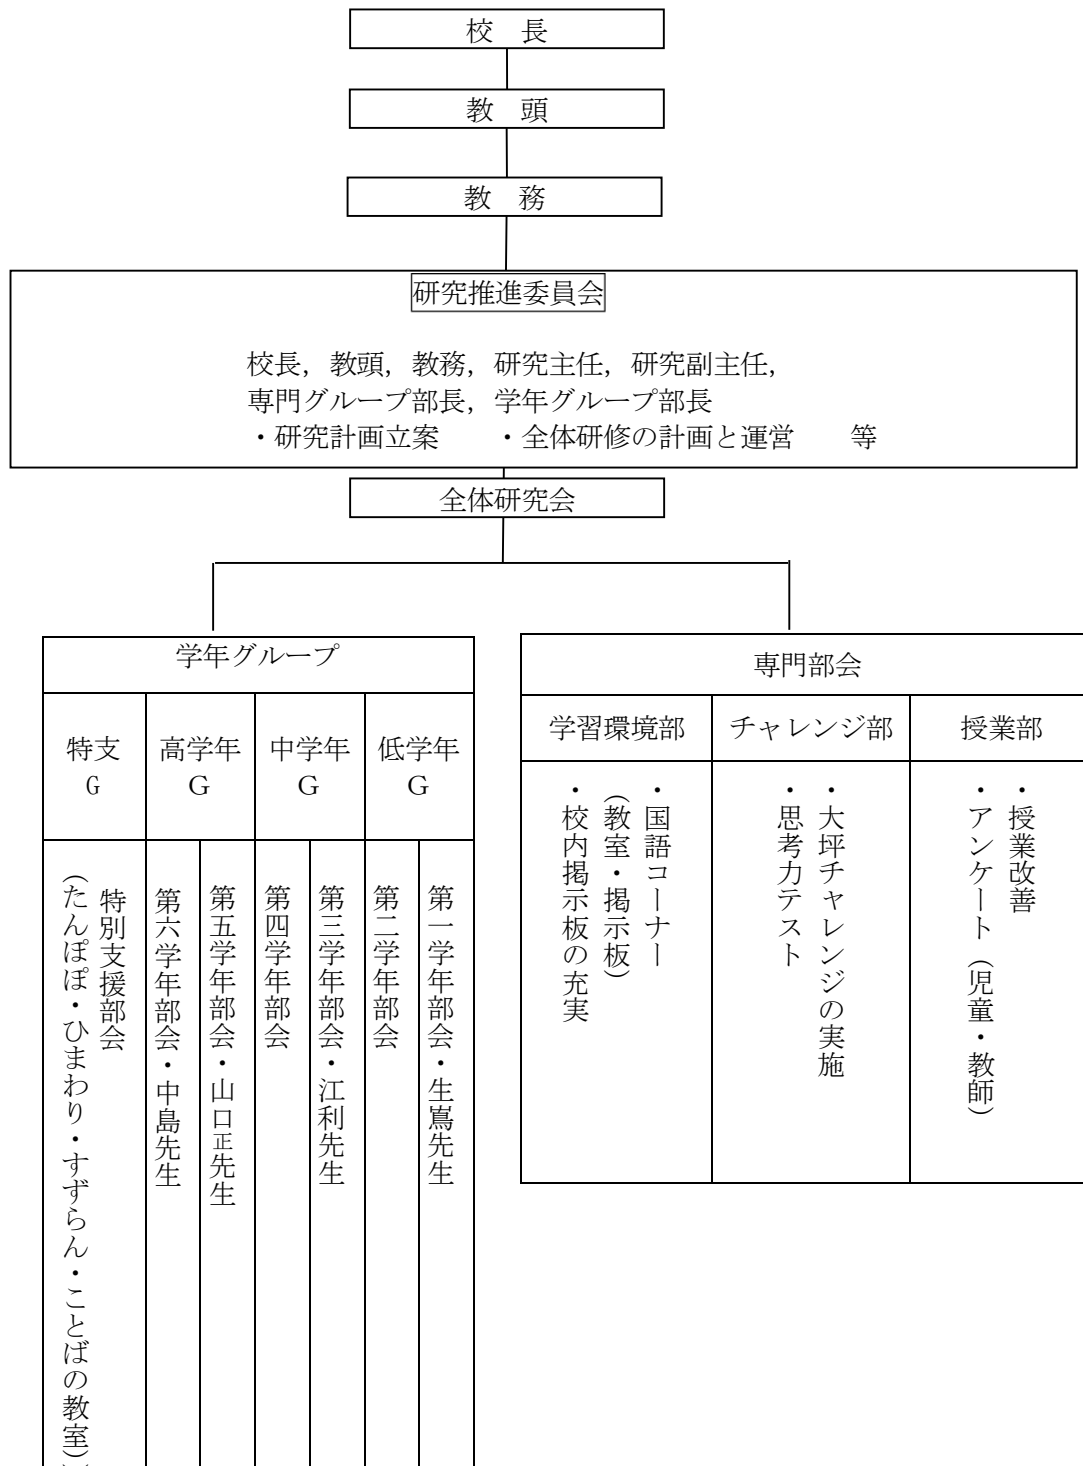 校　長
教　頭
教　務
研究推進委員会
校長，教頭，教務，研究主任，研究副主任，
専門グループ部長，学年グループ部長
・研究計画立案　　・全体研修の計画と運営　　等
全体研究会
学年グループ
低学年
G
中学年
G
高学年
G
特支
G
第一学年部会・生嶌先生
第二学年部会
第三学年部会・江利先生
第四学年部会
第五学年部会・山口正先生
第六学年部会・中島先生
特別支援部会
（たんぽぽ・ひまわり・すずらん・ことばの教室）
専門部会
授業部
チャレンジ部
学習環境部
・授業改善
・アンケート（児童・教師）
・大坪チャレンジの実施
・思考力テスト
・国語コーナー
（教室・掲示板）
・校内掲示板の充実